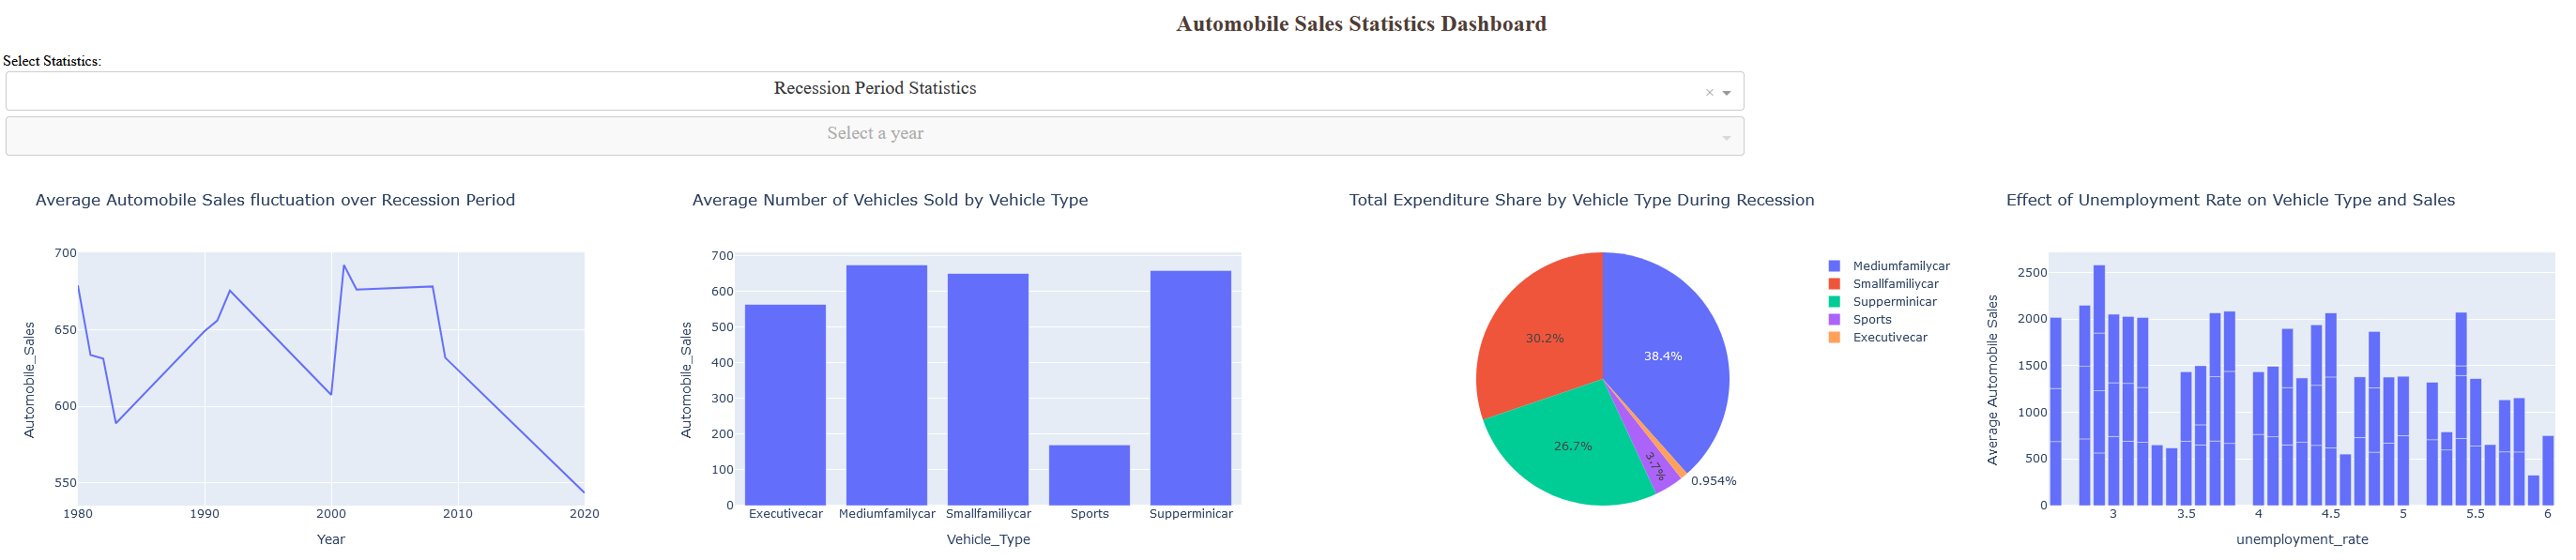 Automobile Sales Statistics Dashboard
Select Statistics:
Recession Period Statistics
×
Select a year
Average Automobile Sales fluctuation over Recession Period
700
650
600
550
Automobile_Sales
1980 1990 2000 2010 2020
Year
Average Number of Vehicles Sold by Vehicle Type
700
600
500
400
300
200
100
0
Automobile_Sales
Executivecar Mediumfamilycar Smallfamiliycar Sports Supperminicar
Vehicle_Type
Total Expenditure Share by Vehicle Type During Recession
30.2%
38.4%
26.7%
3.7%
0.954%
Mediumfamilycar
Smallfamiliycar
Supperminicar
Sports
Executivecar
Effect of Unemployment Rate on Vehicle Type and Sales
2500
2000
1500
1000
500
0
Average Automobile Sales
3 3.5 4 4.5 5 5.5 6
unemployment_rate